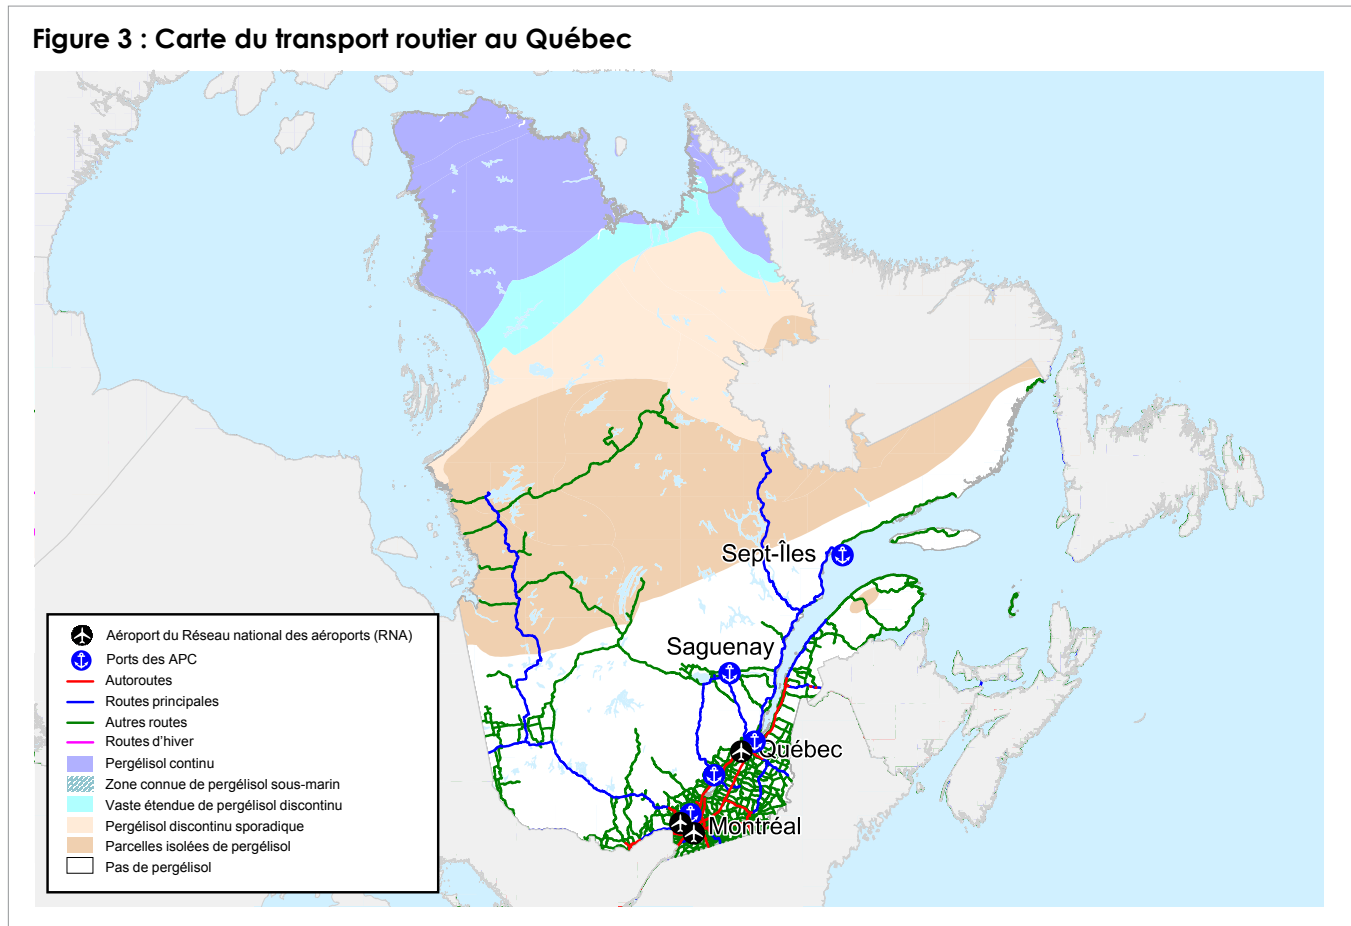 Figure 3 : Carte du transport routier au Québec
Sept-Îles
Saguenay
Québec
Montréal
Aéroport du Réseau national des aéroports (RNA)
Ports des APC
Autoroutes
Routes principales
Autres routes
Routes d'hiver
Pergélisol continu
Zone connue de pergélisol sous-marin
Vaste étendue de pergélisol discontinu
Pergélisol discontinu sporadique
Parcelles isolées de pergélisol
Pas de pergélisol